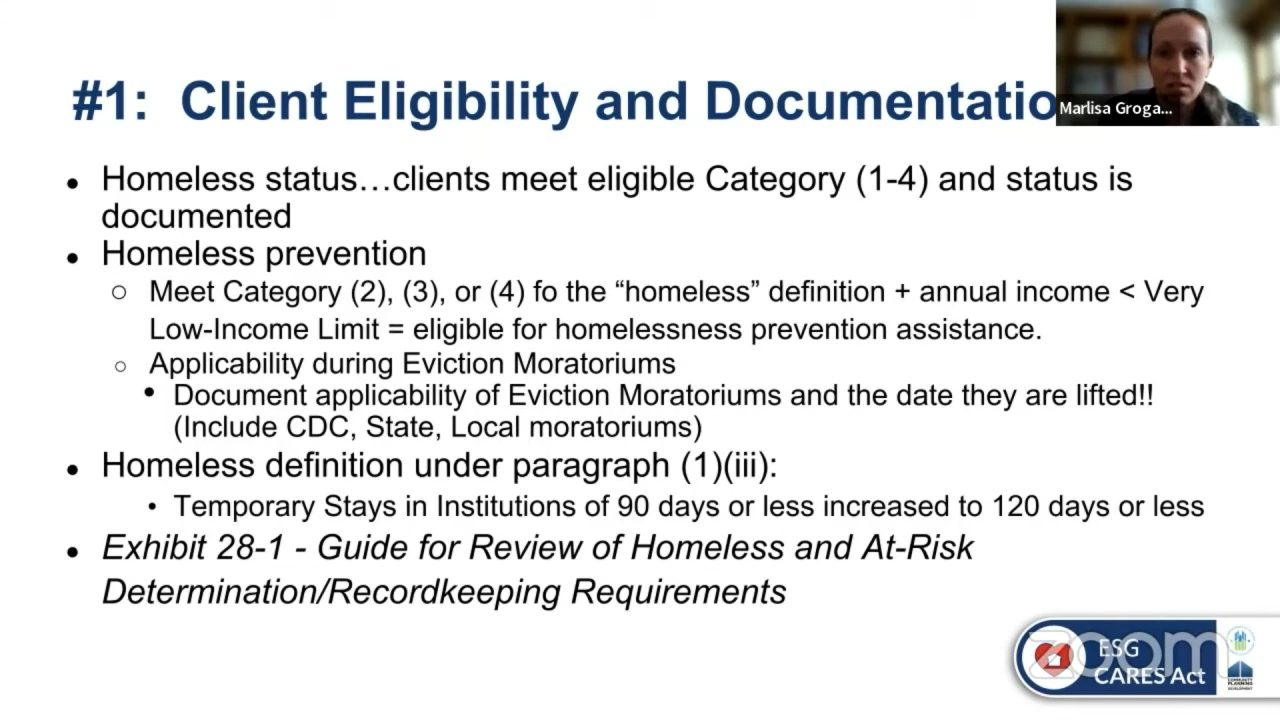 #1: Client Eligibility and Documentatio
Marlisa Groga...
● Homeless status…clients meet eligible Category (1-4) and status is
documented
● Homeless prevention
○ Meet Category (2), (3), or (4) fo the “homeless” definition + annual income < Very
Low-Income Limit = eligible for homelessness prevention assistance.
○ Applicability during Eviction Moratoriums
• Document applicability of Eviction Moratoriums and the date they are lifted!!
(Include CDC, State, Local moratoriums)
● Homeless definition under paragraph (1)(iii):
• Temporary Stays in Institutions of 90 days or less increased to 120 days or less
● Exhibit 28-1 - Guide for Review of Homeless and At-Risk
Determination/Recordkeeping Requirements
zoom
ESG
CARES Act
COMMUNITY
PLANNING
DEVELOPMENT